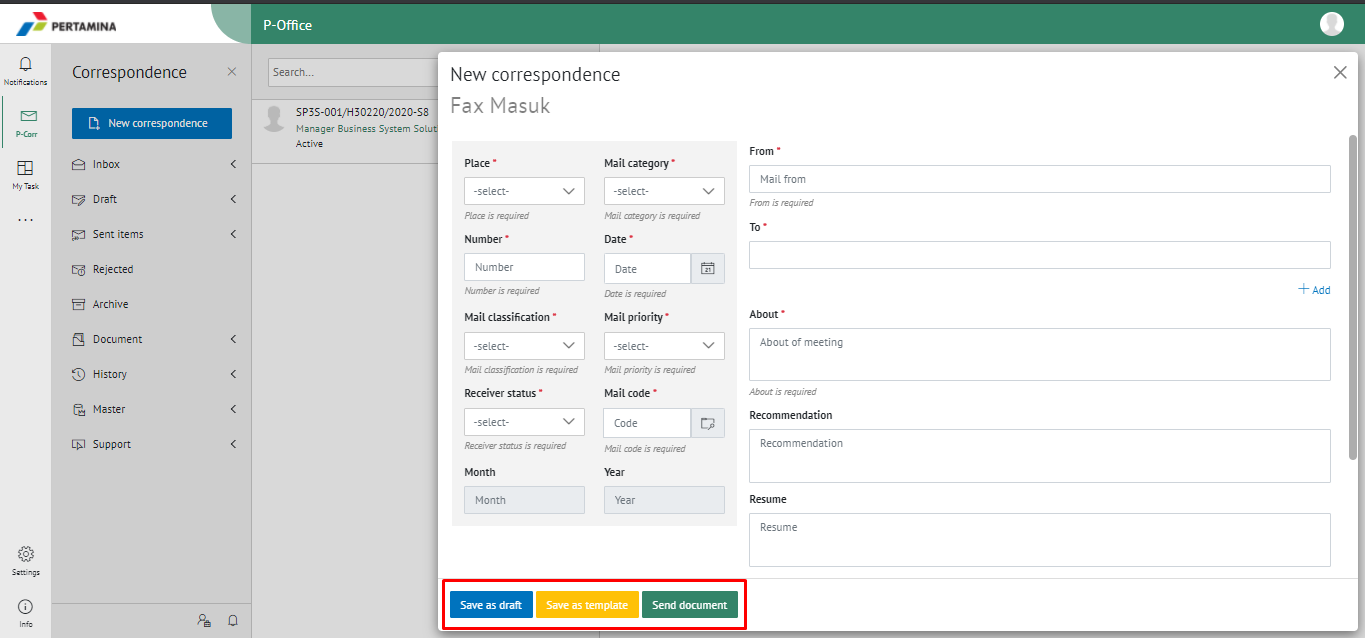 PERTAMINA
P-Office
Notifications
P-Corr
My Task
...
Settings
Info
Correspondence
New correspondence
Inbox
Draft
Sent items
Rejected
Archive
Document
History
Master
Support
Search...
SP3S-001/H30220/2020-S8
Manager Business System Solut
Active
New correspondence
Fax Masuk
Place *
Mail category *
-select-
-select-
Place is required
Mail category is required
Number *
Date *
Number
Date
21
Number is required
Date is required
Mail classification *
Mail priority *
-select-
-select-
Mail classification is required
Mail priority is required
Receiver status *
Mail code *
-select-
Code
Receiver status is required
Mail code is required
Month
Year
Month
Year
From *
Mail from
From is required
To *
+ Add
About *
About of meeting
About is required
Recommendation
Recommendation
Resume
Resume
Save as draft
Save as template
Send document